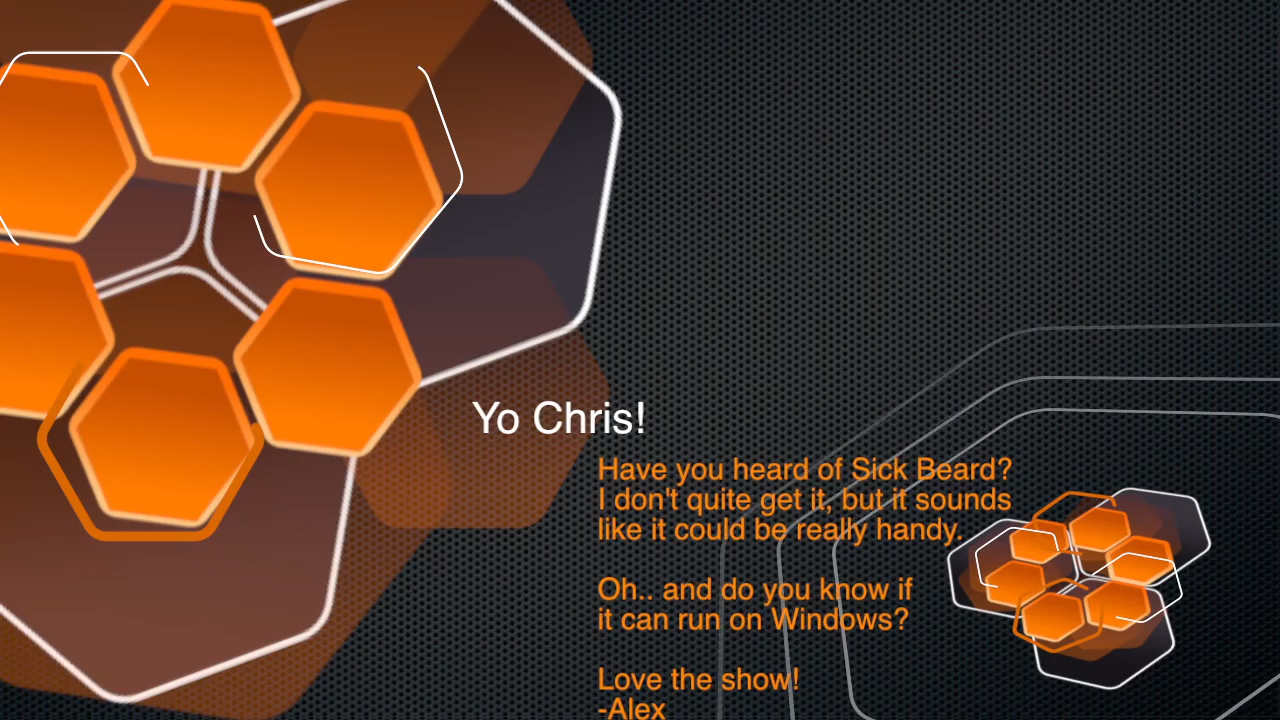 Yo Chris!
Have you heard of Sick Beard?
I don't quite get it, but it sounds
like it could be really handy.
Oh.. and do you know if
it can run on Windows?
Love the show!
-Alex